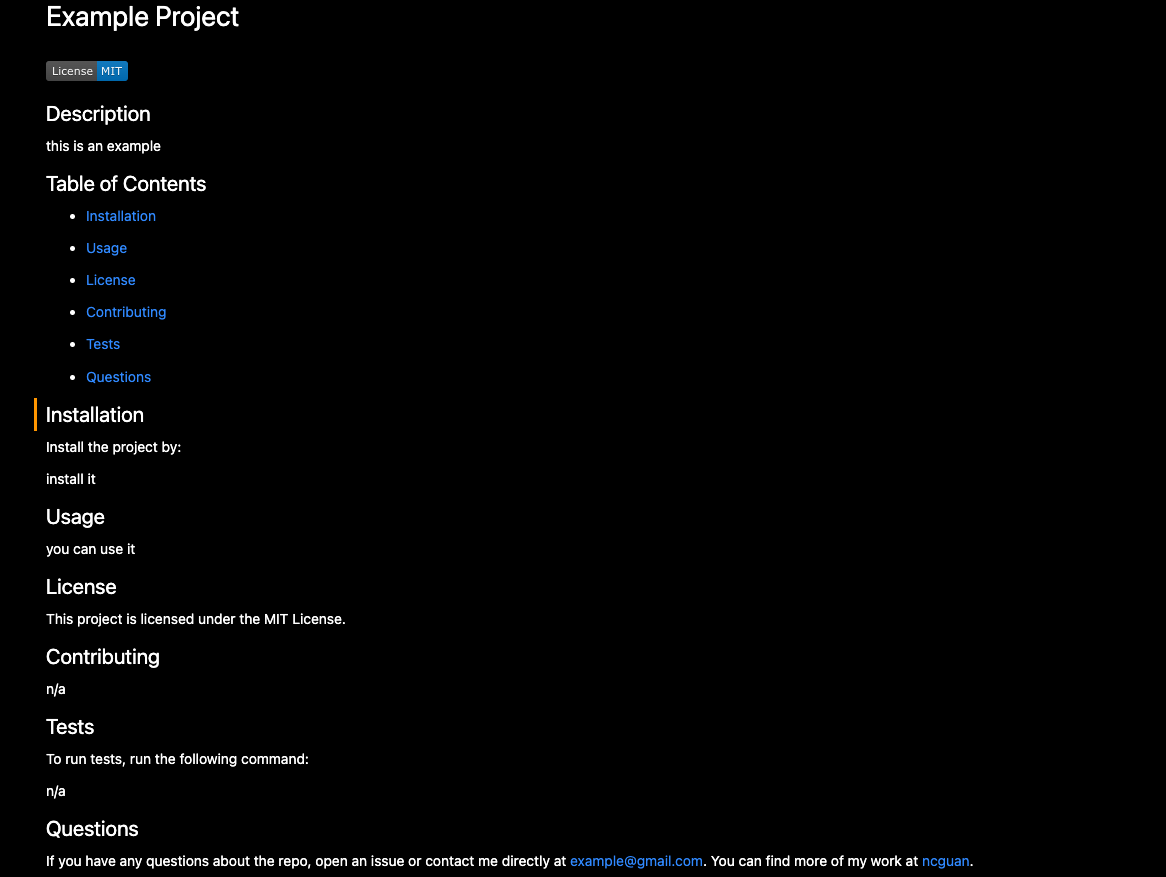 Example Project
License MIT
Description
this is an example
Table of Contents
Installation
Usage
License
Contributing
Tests
Questions
Installation
Install the project by:
install it
Usage
you can use it
License
This project is licensed under the MIT License.
Contributing
n/a
Tests
To run tests, run the following command:
n/a
Questions
If you have any questions about the repo, open an issue or contact me directly at example@gmail.com. You can find more of my work at ncguan.